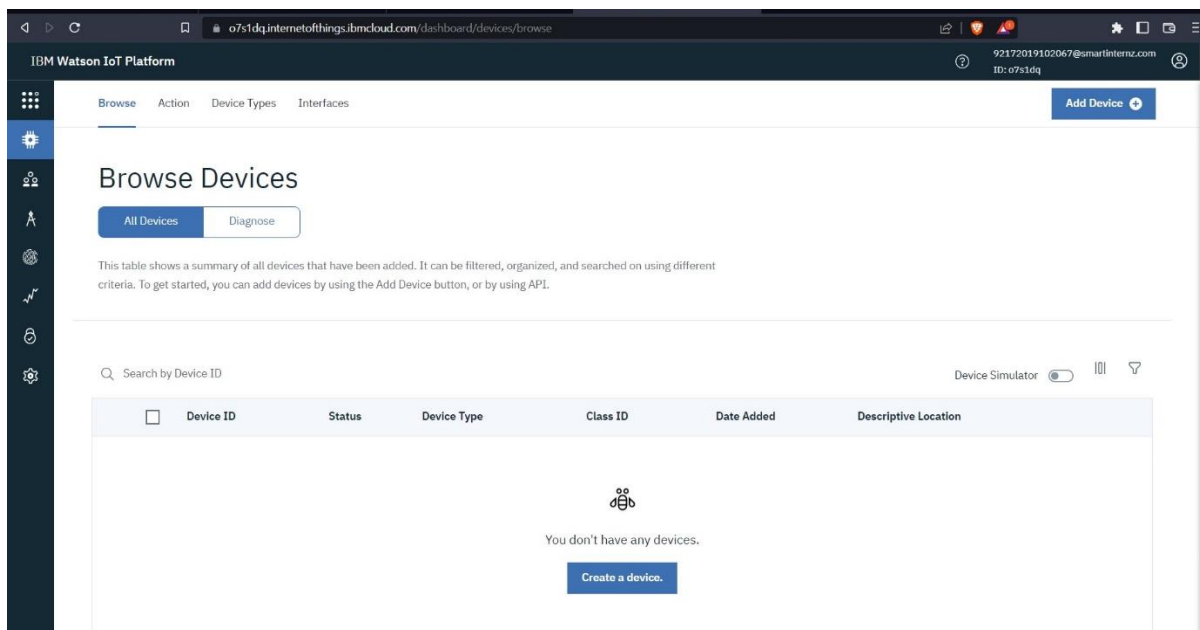 o7s1dq.internetofthings.ibmcloud.com/dashboard/devices/browse
IBM Watson IoT Platform
92172019102067@smartinternz.com
ID: o7s1dq
Browse Action Device Types Interfaces
Add Device
Browse Devices
All Devices Diagnose
This table shows a summary of all devices that have been added. It can be filtered, organized, and searched on using different
criteria. To get started, you can add devices by using the Add Device button, or by using API.
Search by Device ID
Device Simulator
Device ID Status Device Type Class ID Date Added Descriptive Location
You don't have any devices.
Create a device.